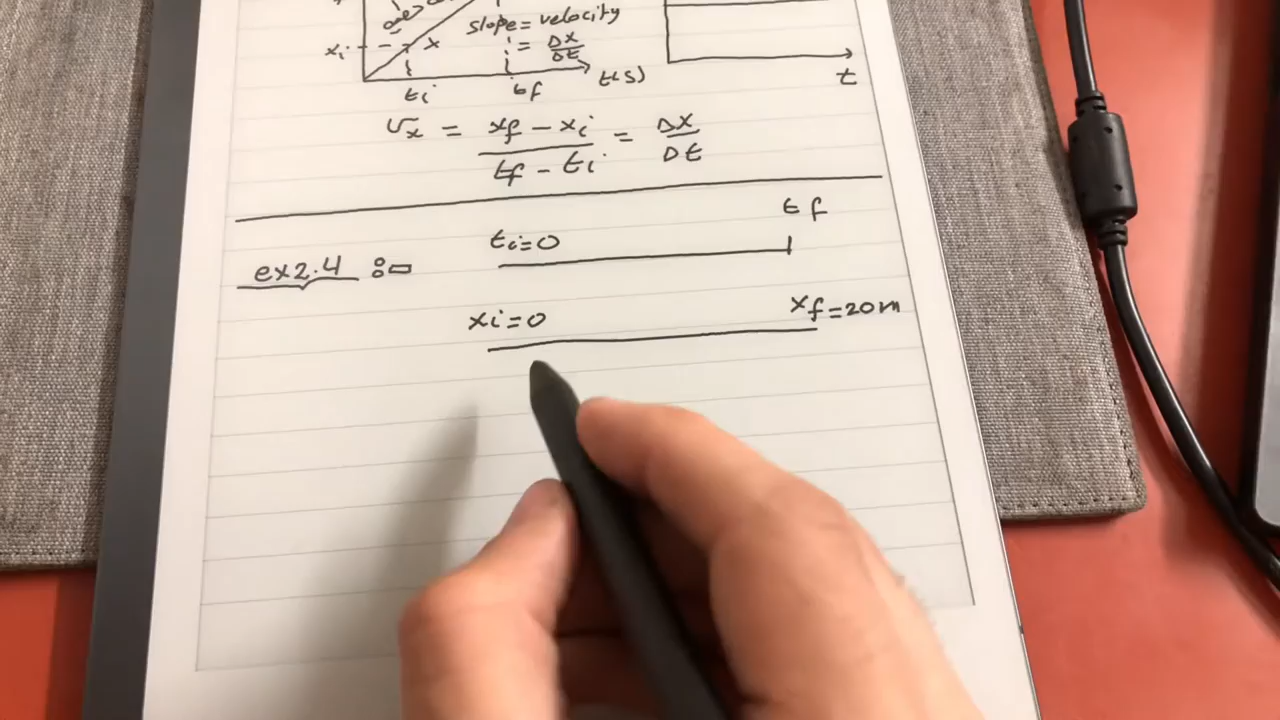 slope = velocity
xi x = Δx/Δt
ti tf t(s)
t
vx = xf - xi / tf - ti = Δx/Δt
tf
ti=0
ex2.4
xi=0 xf=20m